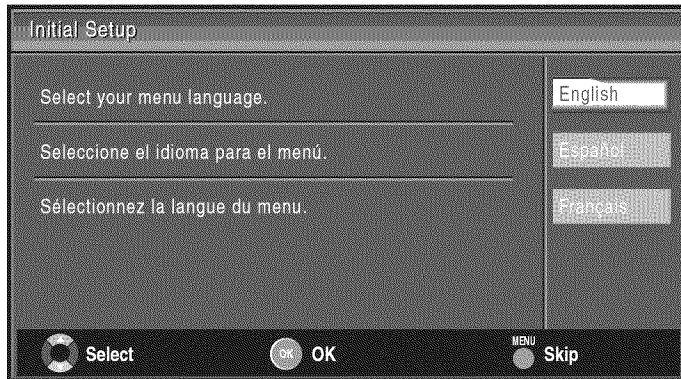 Initial Setup
Select your menu language.
English
Seleccione el idioma para el menú.
Español
Sélectionnez la langue du menu.
Français
Select
OK OK
MENU Skip